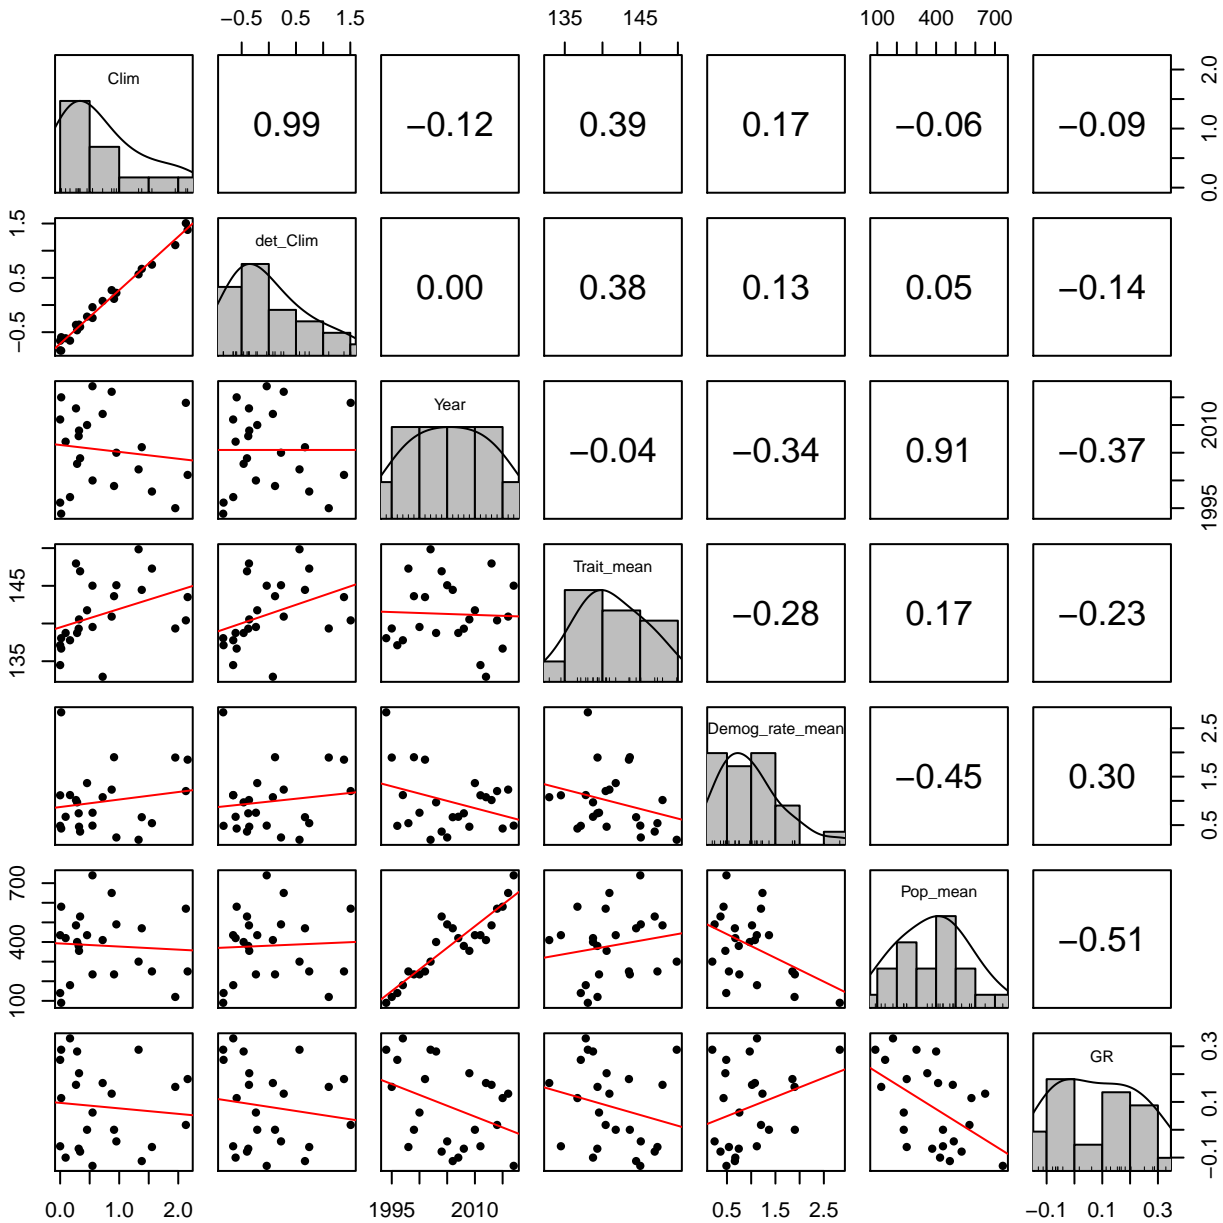 −0.5 0.5 1.5 135 145 100 400 700
Clim 0.99 −0.12 0.39 0.17 −0.06 −0.09 0.0 1.0 2.0
−0.5 0.5 1.5 det_Clim 0.00 0.38 0.13 0.05 −0.14
Year −0.04 −0.34 0.91 −0.37 1995 2010
135 145 Trait_mean −0.28 0.17 −0.23
Demog_rate_mean −0.45 0.30 0.5 1.5 2.5
100 400 700 Pop_mean −0.51
GR −0.1 0.1 0.3
0.0 1.0 2.0 1995 2010 0.5 1.5 2.5 −0.1 0.1 0.3